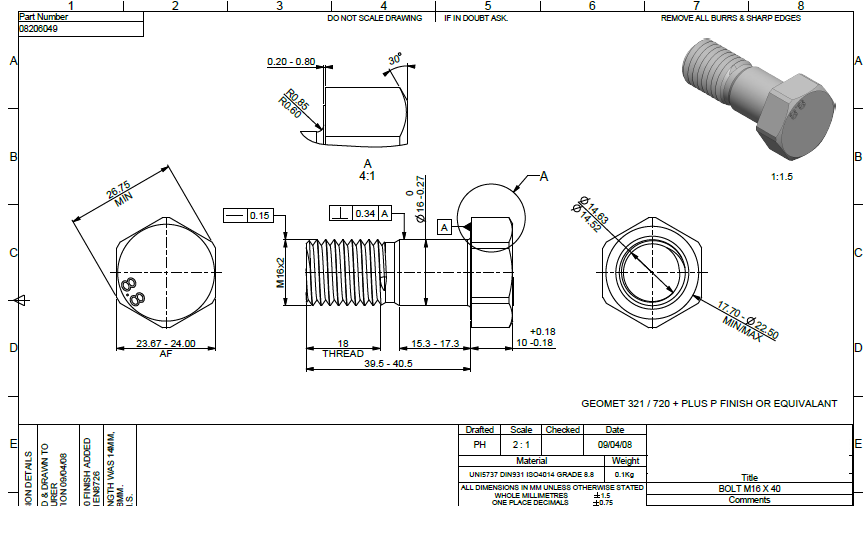 1 2 3 4 5 6 7 8
Part Number
08206049
DO NOT SCALE DRAWING
IF IN DOUBT ASK.
REMOVE ALL BURRS & SHARP EDGES
A
A
0.20 - 0.80
30°
R0.85
R0.60
A
4:1
B
B
1:1.5
26.75
MIN
0.15
0.34 A
0
Ø16 -0.27
A
A
Ø14.63
Ø14.52
C
C
M16x2
8.8
17.70 - Ø22.50
MIN/MAX
D
D
23.67 - 24.00
AF
18
THREAD
15.3 - 17.3
+0.18
10 -0.18
39.5 - 40.5
GEOMET 321 / 720 + PLUS P FINISH OR EQUIVALANT
E
E
ION DETAILS
& DRAWN TO
URER
TION 09/04/08
FINISH ADDED
EN8726
NGTH WAS 14MM,
8MM.
.S.
Drafted Scale Checked Date
PH 2 : 1 09/04/08
Material Weight
UNI5737 DIN931 ISO4014 GRADE 8.8 0.1Kg
ALL DIMENSIONS IN MM UNLESS OTHERWISE STATED
WHOLE MILLIMETRES ±1.5
ONE PLACE DECIMALS ±0.75
Title
BOLT M16 X 40
Comments